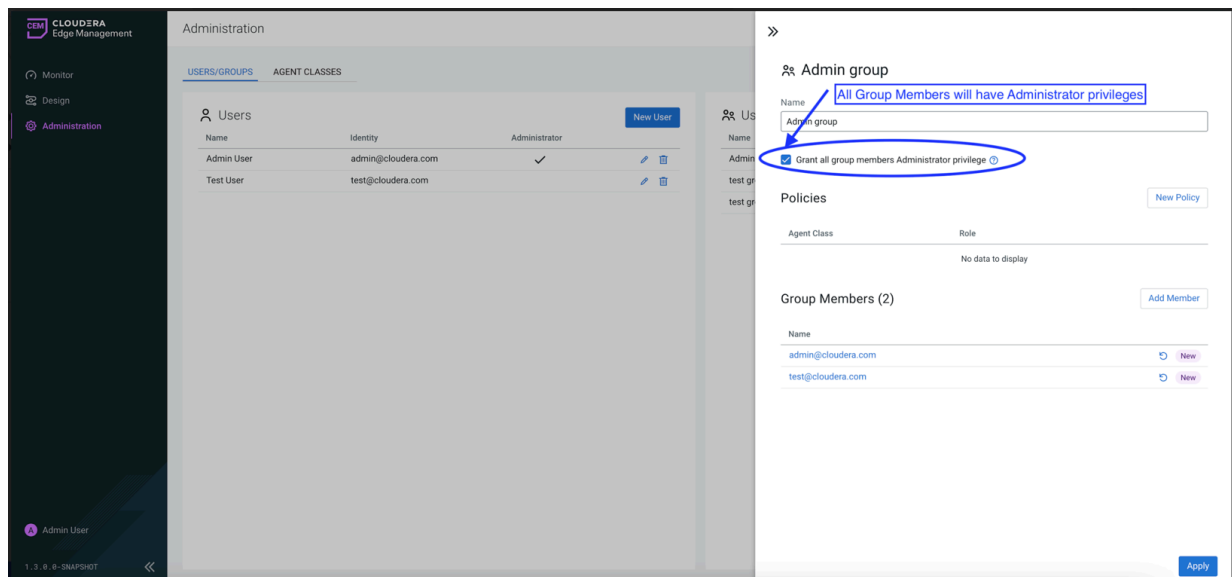 CEM CLOUDERA
Edge Management
Monitor
Design
Administration
Admin User
1.3.0.0-SNAPSHOT
Administration
USERS/GROUPS AGENT CLASSES
Users
New User
Name Identity Administrator
Admin User admin@cloudera.com
Test User test@cloudera.com
Us
Name
Admin
test gr
test gr
Admin group
All Group Members will have Administrator privileges
Name
Admin group
Grant all group members Administrator privilege
Policies
New Policy
Agent Class Role
No data to display
Group Members (2)
Add Member
Name
admin@cloudera.com New
test@cloudera.com New
Apply